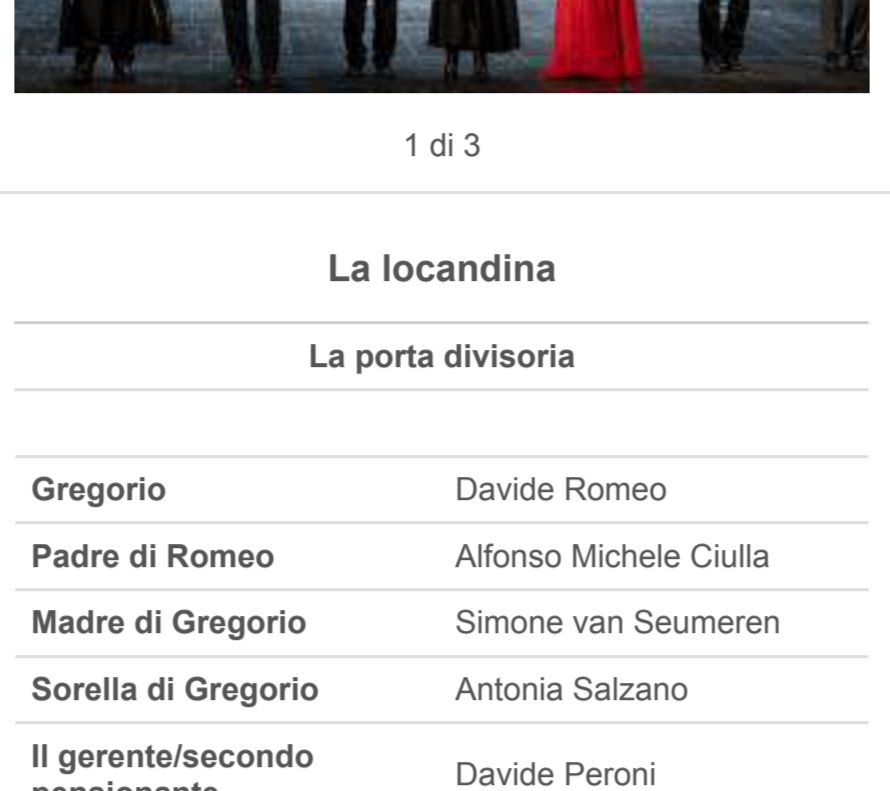 1 di 3
La locandina
La porta divisoria
Gregorio Davide Romeo
Padre di Romeo Alfonso Michele Ciulla
Madre di Gregorio Simone van Seumeren
Sorella di Gregorio Antonia Salzano
Il gerente/secondo
pensionante Davide Peroni